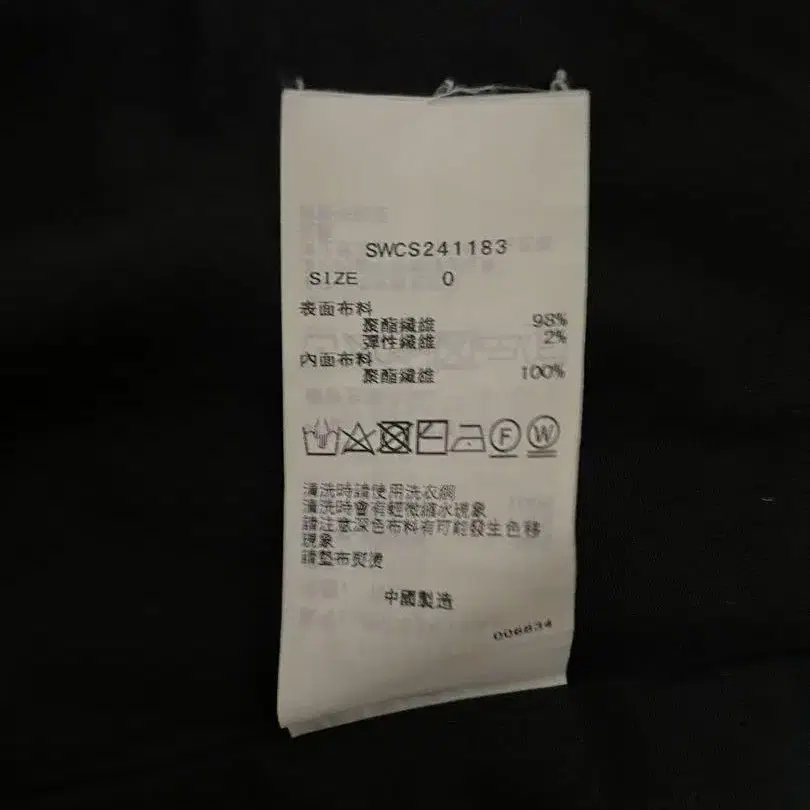 SWCS241183
SIZE 0
表面布料
聚酯纖維 98%
彈性纖維 2%
內面布料
聚酯纖維 100%
F W
清洗時請使用洗衣網
清洗時會有輕微縮水現象
請注意深色布料有可能發生色移
現象
請墊布熨燙
中國製造
006834